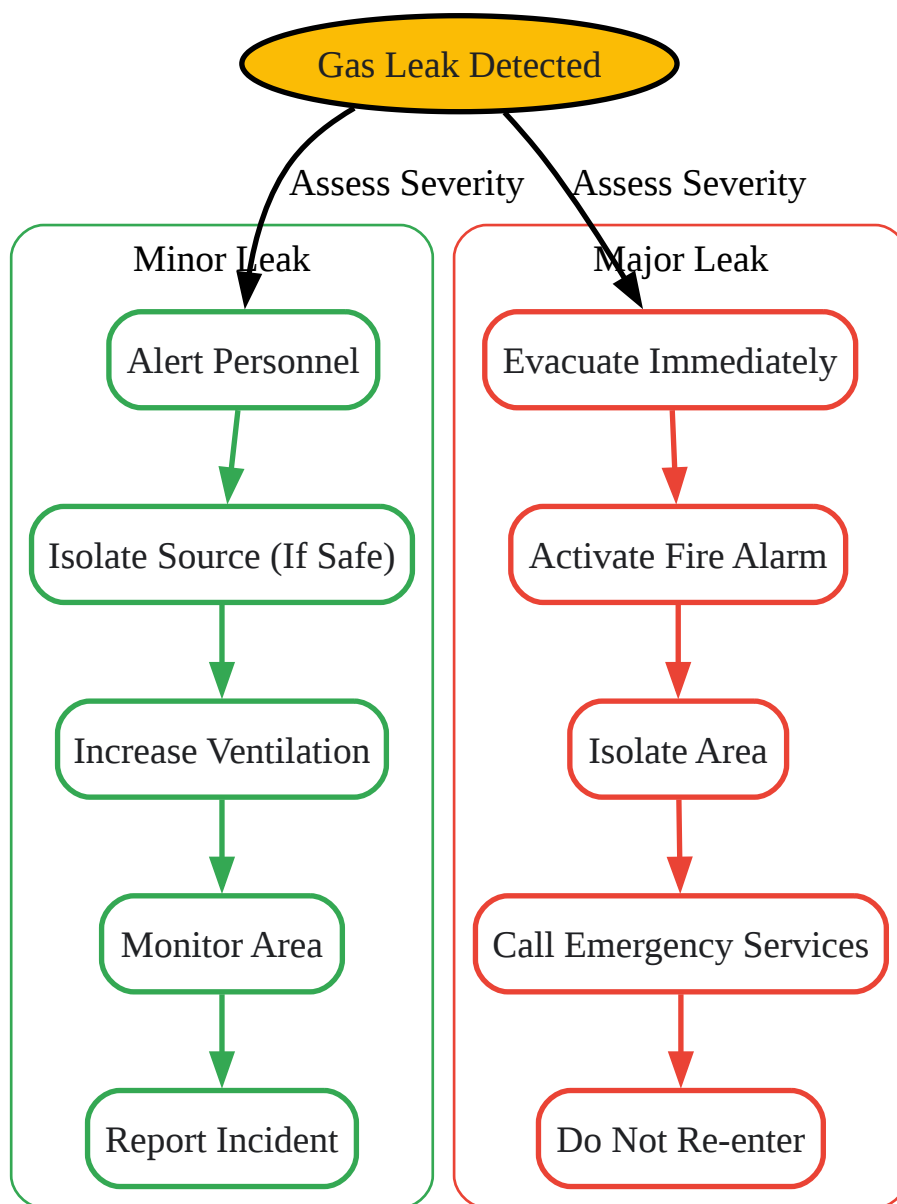 Gas Leak Detected
Assess Severity
Assess Severity
Minor Leak
Alert Personnel
Isolate Source (If Safe)
Increase Ventilation
Monitor Area
Report Incident
Major Leak
Evacuate Immediately
Activate Fire Alarm
Isolate Area
Call Emergency Services
Do Not Re-enter